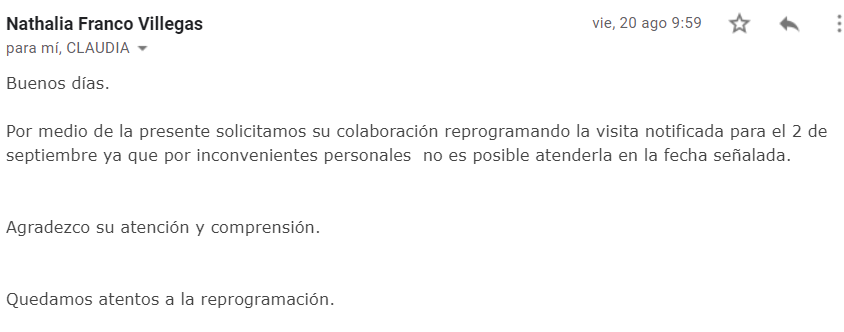 Nathalia Franco Villegas
vie, 20 ago 9:59
para mí, CLAUDIA
Buenos días.
Por medio de la presente solicitamos su colaboración reprogramando la visita notificada para el 2 de
septiembre ya que por inconvenientes personales  no es posible atenderla en la fecha señalada.
Agradezco su atención y comprensión.
Quedamos atentos a la reprogramación.